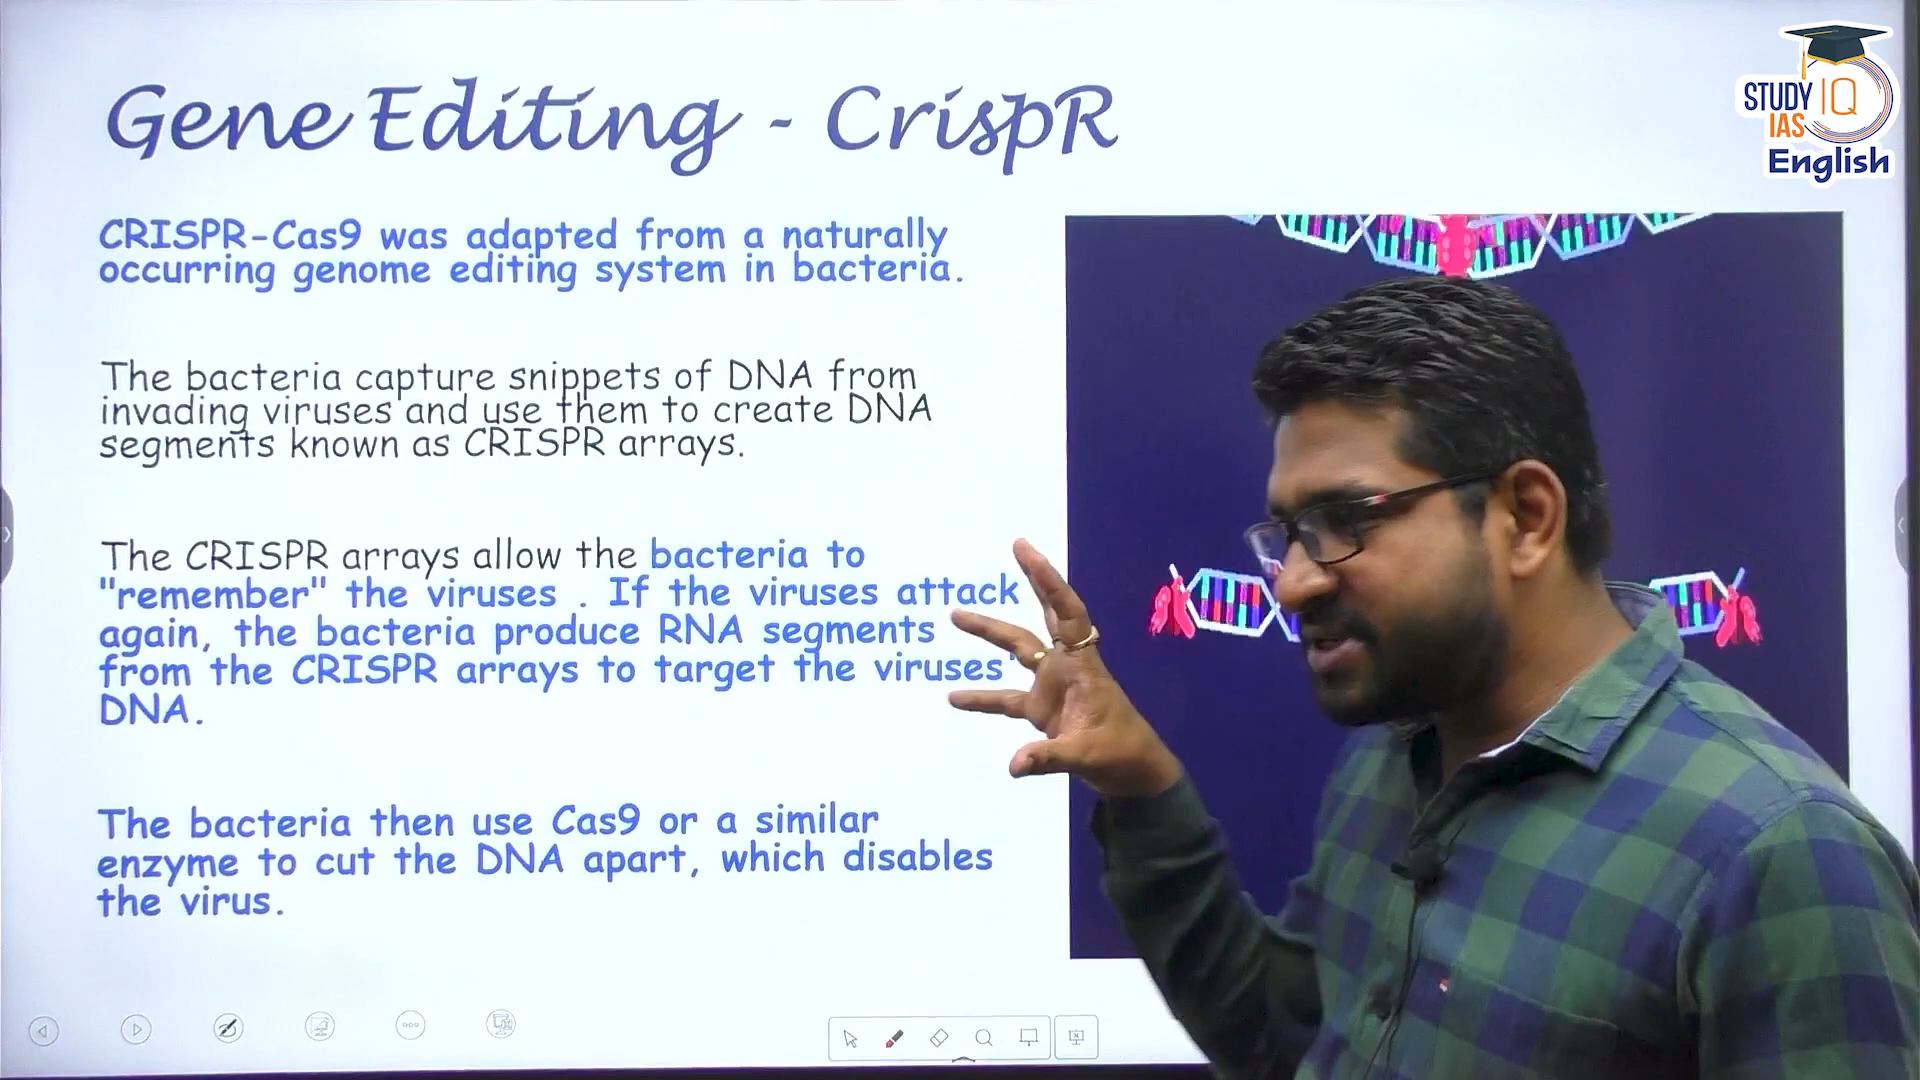 Gene Editing - CrispR
STUDY IQ
IAS
English
CRISPR-Cas9 was adapted from a naturally
occurring genome editing system in bacteria.
The bacteria capture snippets of DNA from
invading viruses and use them to create DNA
segments known as CRISPR arrays.
The CRISPR arrays allow the bacteria to
"remember" the viruses . If the viruses attack
again, the bacteria produce RNA segments
from the CRISPR arrays to target the viruses'
DNA.
The bacteria then use Cas9 or a similar
enzyme to cut the DNA apart, which disables
the virus.